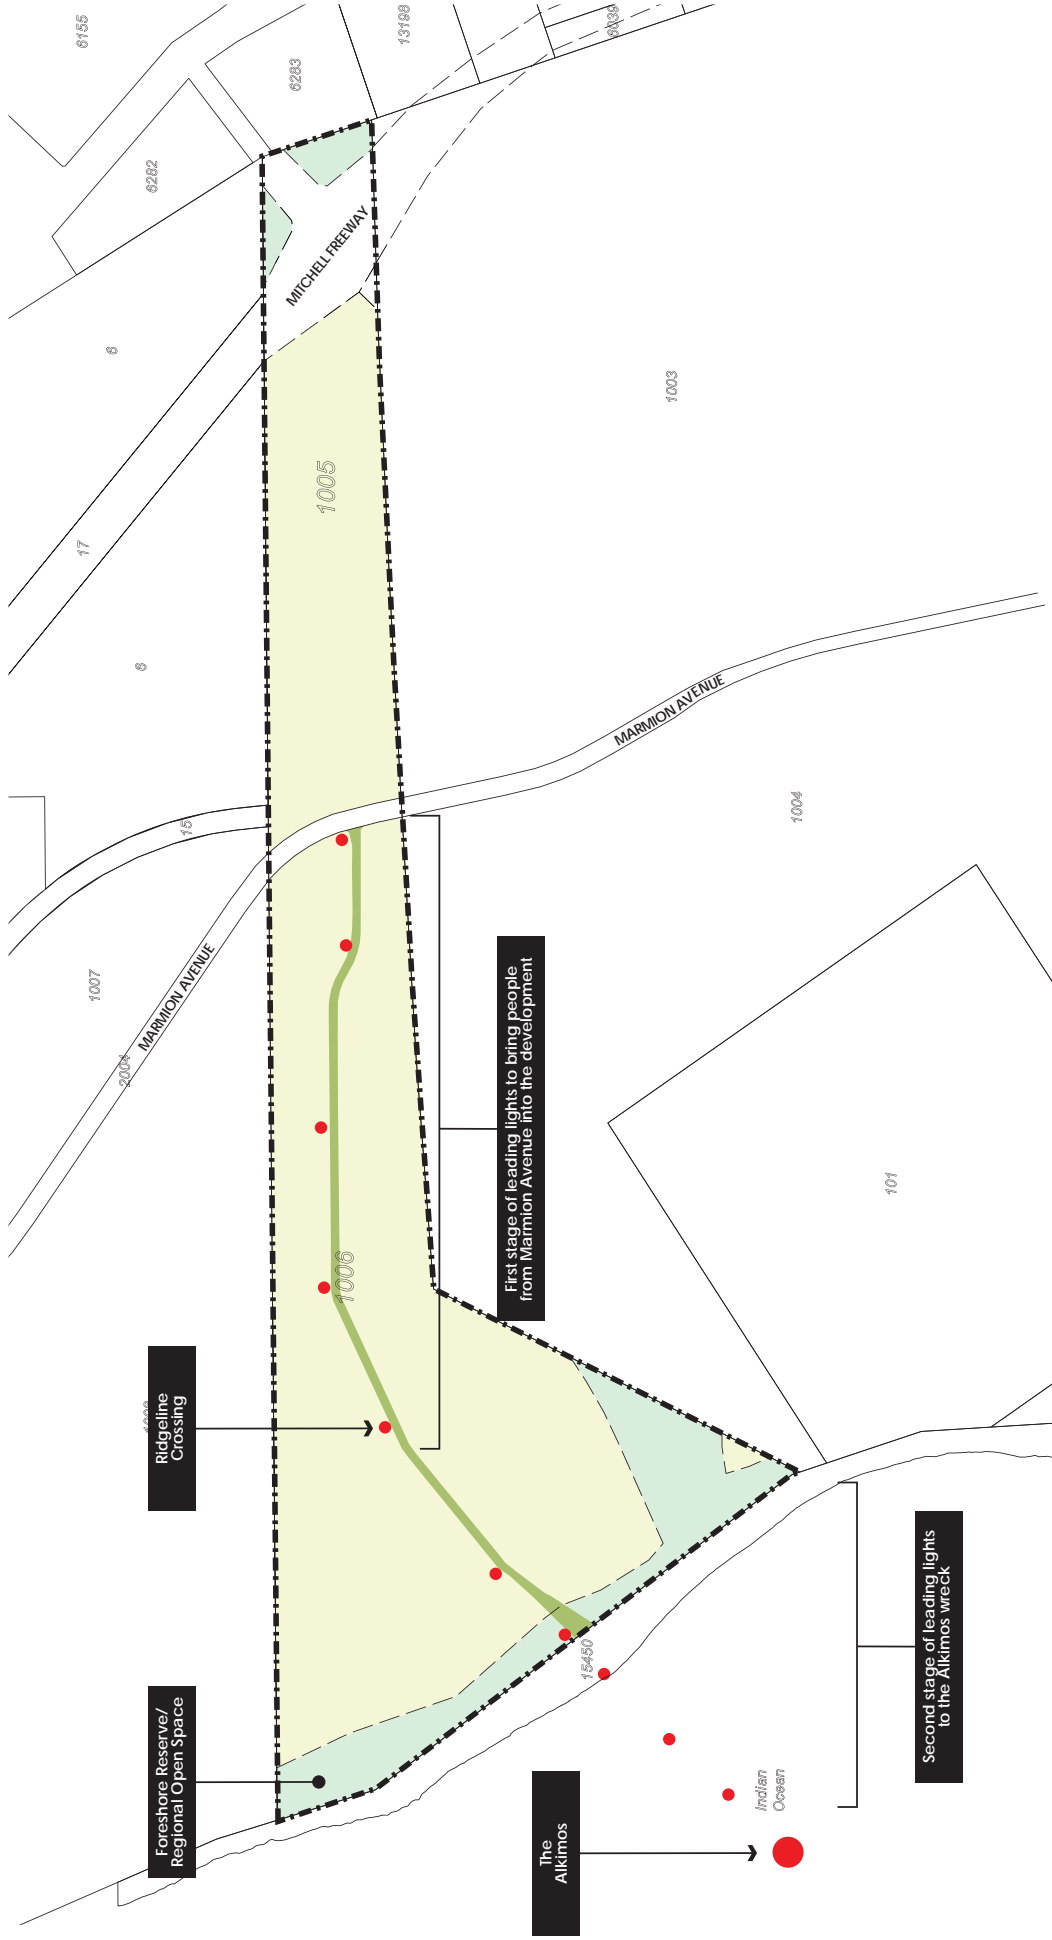 1007
17
6155
6
2004
6
6282
Foreshore Reserve/
Regional Open Space
Ridgeline
Crossing
MARMION AVENUE
15
6283
MITCHELL FREEWAY
1005
1006
13198
First stage of leading lights to bring people
from Marmion Avenue into the development
The
Alkimos
15450
6039
MARMION AVENUE
1003
Indian
Ocean
1004
101
Second stage of leading lights
to the Alkimos wreck